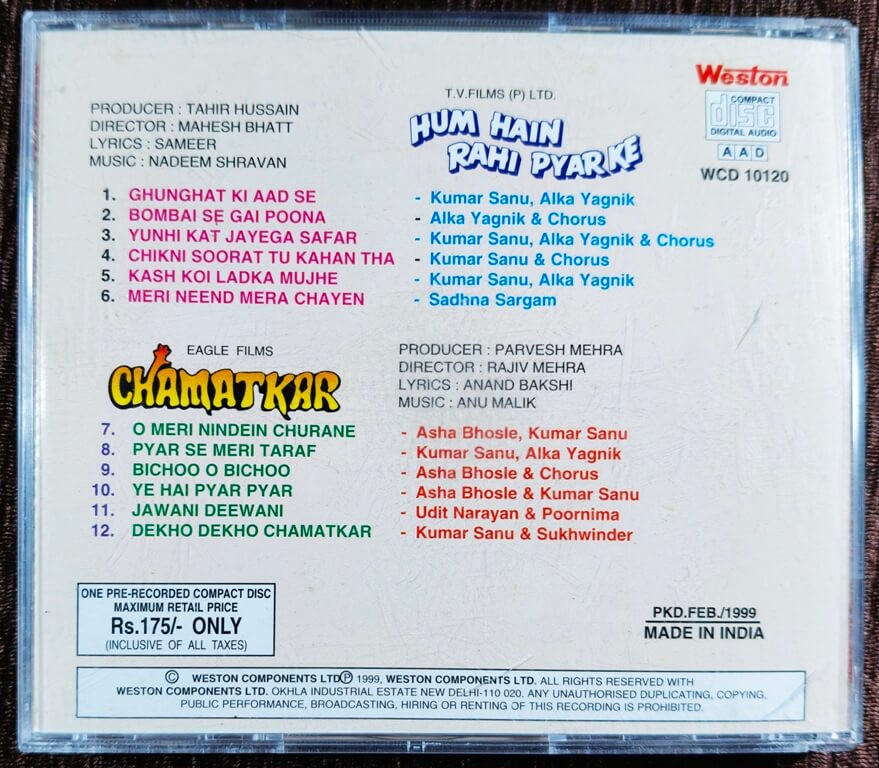 Weston
COMPACT
disc
DIGITAL AUDIO
A A D
WCD 10120
T.V.FILMS (P) LTD.
HUM HAIN
RAHI PYAR KE
PRODUCER : TAHIR HUSSAIN
DIRECTOR : MAHESH BHATT
LYRICS : SAMEER
MUSIC : NADEEM SHRAVAN
1. GHUNGHAT KI AAD SE - Kumar Sanu, Alka Yagnik
2. BOMBAI SE GAI POONA - Alka Yagnik & Chorus
3. YUNHI KAT JAYEGA SAFAR - Kumar Sanu, Alka Yagnik & Chorus
4. CHIKNI SOORAT TU KAHAN THA - Kumar Sanu & Chorus
5. KASH KOI LADKA MUJHE - Kumar Sanu, Alka Yagnik
6. MERI NEEND MERA CHAYEN - Sadhna Sargam
EAGLE FILMS
CHAMATKAR
PRODUCER : PARVESH MEHRA
DIRECTOR : RAJIV MEHRA
LYRICS : ANAND BAKSHI
MUSIC : ANU MALIK
7. O MERI NINDEIN CHURANE - Asha Bhosle, Kumar Sanu
8. PYAR SE MERI TARAF - Kumar Sanu, Alka Yagnik
9. BICHOO O BICHOO - Asha Bhosle & Chorus
10. YE HAI PYAR PYAR - Asha Bhosle & Kumar Sanu
11. JAWANI DEEWANI - Udit Narayan & Poornima
12. DEKHO DEKHO CHAMATKAR - Kumar Sanu & Sukhwinder
ONE PRE-RECORDED COMPACT DISC
MAXIMUM RETAIL PRICE
Rs.175/- ONLY
(INCLUSIVE OF ALL TAXES)
PKD.FEB./1999
MADE IN INDIA
Ⓒ WESTON COMPONENTS LTD Ⓟ 1999, WESTON COMPONENTS LTD. ALL RIGHTS RESERVED WITH
WESTON COMPONENTS LTD. OKHLA INDUSTRIAL ESTATE NEW DELHI-110 020. ANY UNAUTHORISED DUPLICATING, COPYING,
PUBLIC PERFORMANCE, BROADCASTING, HIRING OR RENTING OF THIS RECORDING IS PROHIBITED.